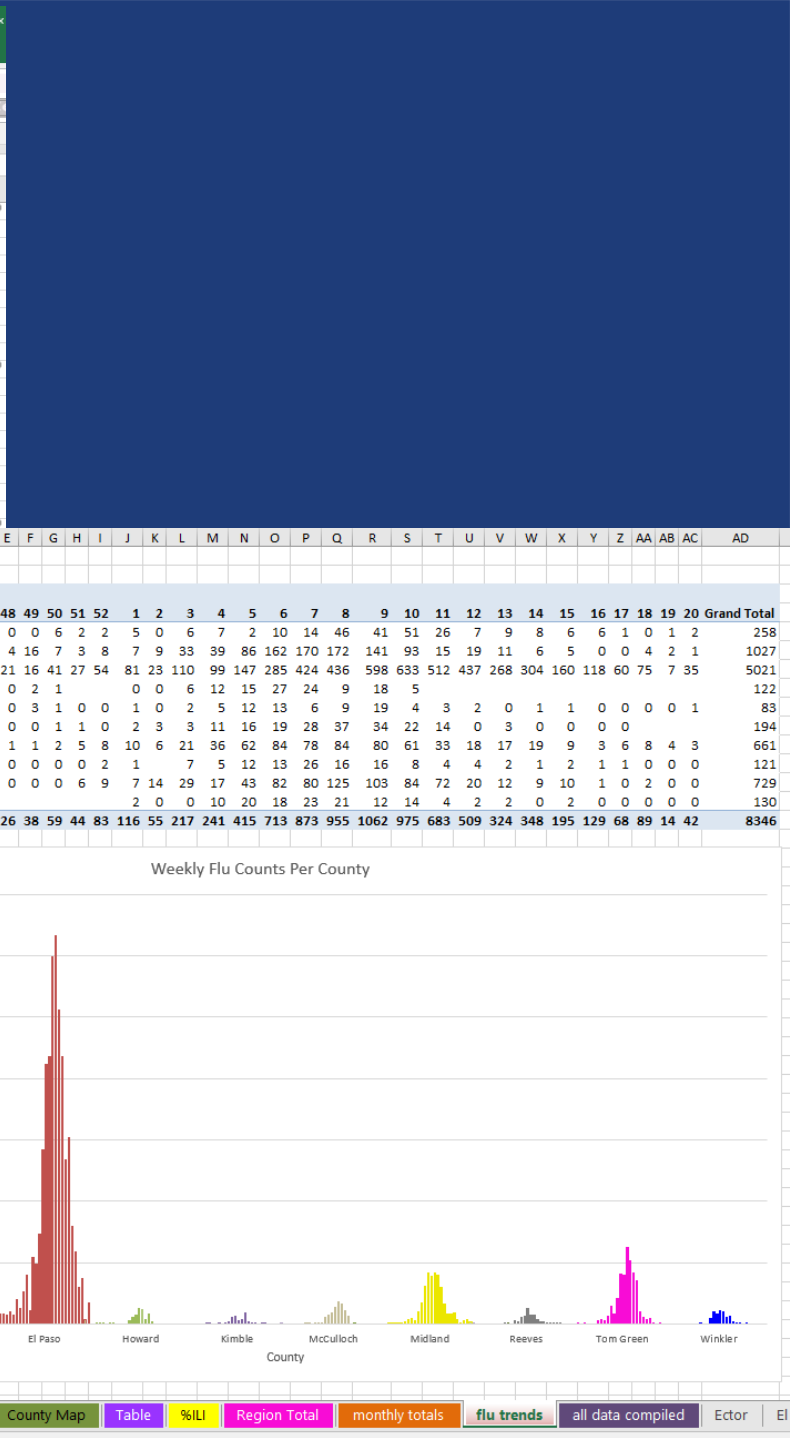 E F G H I J K L M N O P Q R S T U V W X Y Z AA AB AC AD
48 49 50 51 52 1 2 3 4 5 6 7 8 9 10 11 12 13 14 15 16 17 18 19 20 Grand Total
0 0 6 2 2 5 0 6 7 2 10 14 46 41 51 26 7 9 8 6 6 1 0 1 2 258
4 16 7 3 8 7 9 33 39 86 162 170 172 141 93 15 19 11 6 5 0 0 4 2 1 1027
21 16 41 27 54 81 23 110 99 147 285 424 436 598 633 512 437 268 304 160 118 60 75 7 35 5021
0 2 1 0 0 6 12 15 27 24 9 18 5 122
0 3 1 0 0 1 0 2 5 12 13 6 9 19 4 3 2 0 1 1 0 0 0 0 1 83
0 0 1 1 0 2 3 3 11 16 19 28 37 34 22 14 0 3 0 0 0 0 194
1 1 2 5 8 10 6 21 36 62 84 78 84 80 61 33 18 17 19 9 3 6 8 4 3 661
0 0 0 0 2 1 7 5 12 13 26 16 16 8 4 4 2 1 2 1 1 0 0 0 121
0 0 0 6 9 7 14 29 17 43 82 80 125 103 84 72 20 12 9 10 1 0 2 0 0 729
2 0 0 10 20 18 23 21 12 14 4 2 2 0 2 0 0 0 0 0 130
26 38 59 44 83 116 55 217 241 415 713 873 955 1062 975 683 509 324 348 195 129 68 89 14 42 8346
Weekly Flu Counts Per County
El Paso Howard Kimble McCulloch Midland Reeves Tom Green Winkler
County
County Map Table %ILI Region Total monthly totals flu trends all data compiled Ector El